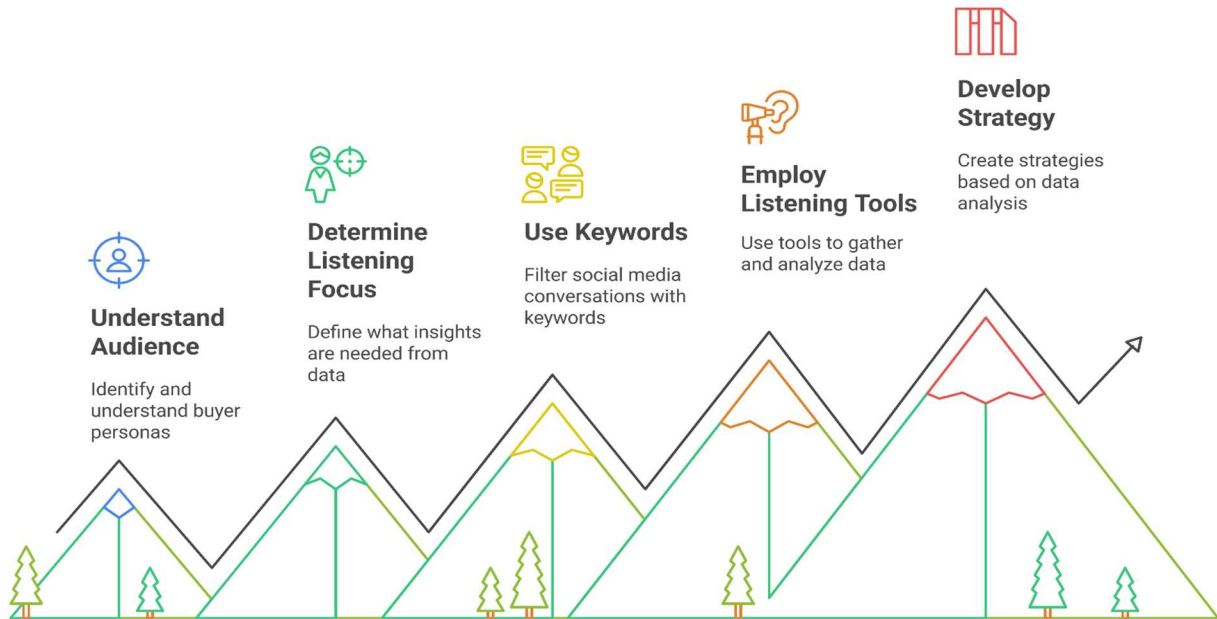 Understand
Audience
Identify and
understand buyer
personas
Determine
Listening
Focus
Define what insights
are needed from
data
Use Keywords
Filter social media
conversations with
keywords
Employ
Listening Tools
Use tools to gather
and analyze data
Develop
Strategy
Create strategies
based on data
analysis